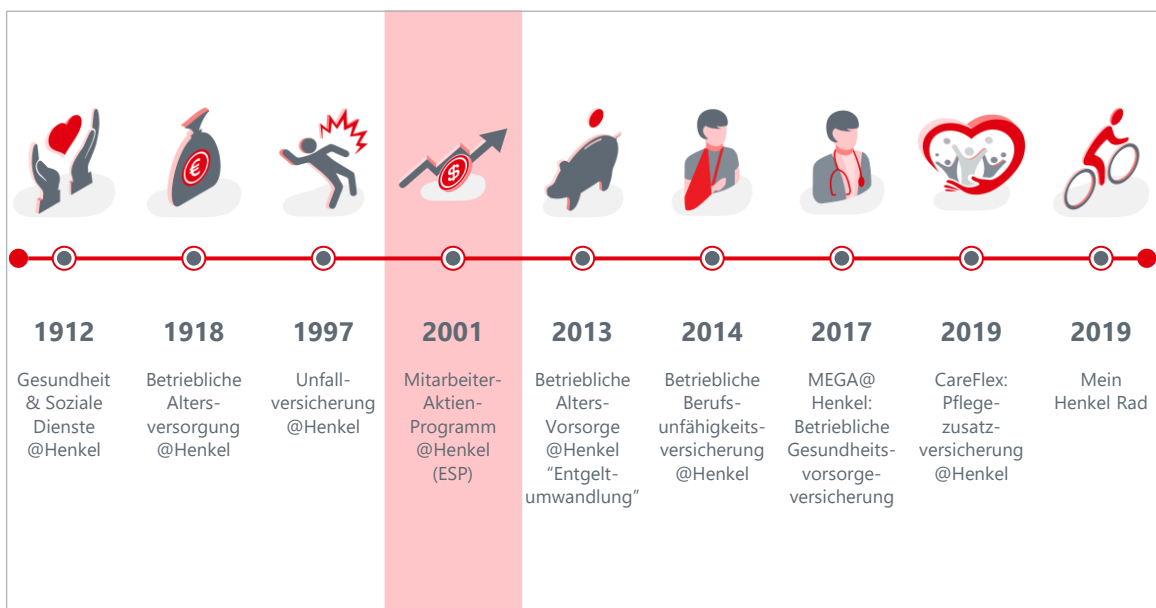 €
$
1912
Gesundheit
& Soziale
Dienste
@Henkel
1918
Betriebliche
Alters-
versorgung
@Henkel
1997
Unfall-
versicherung
@Henkel
2001
Mitarbeiter-
Aktien-
Programm
@Henkel
(ESP)
2013
Betriebliche
Alters-
Vorsorge
@Henkel
“Entgelt-
umwandlung”
2014
Betriebliche
Berufs-
unfähigkeits-
versicherung
@Henkel
2017
MEGA@
Henkel:
Betriebliche
Gesundheits-
vorsorge-
versicherung
2019
CareFlex:
Pflege-
zusatz-
versicherung
@Henkel
2019
Mein
Henkel Rad